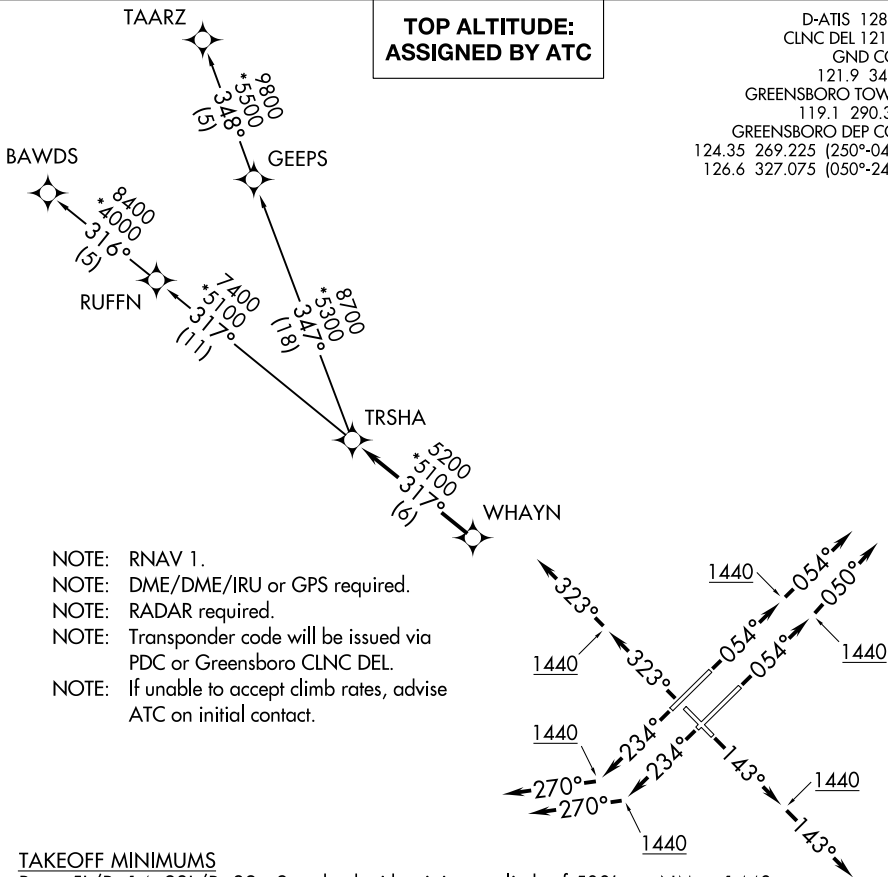 TAARZ
TOP ALTITUDE:
ASSIGNED BY ATC
D-ATIS 128
CLNC DEL 121
GND CO
121.9 34
GREENSBORO TOW
119.1 290.3
GREENSBORO DEP CO
124.35 269.225 (250°-04
126.6 327.075 (050°-24
9800
*5500
348°
(5)
GEEPS
BAWDS
8400
*4000
316°
(5)
RUFFN
7400
*5100
317°
(11)
8700
*5300
347°
(18)
TRSHA
5200
*5100
317°
(6)
WHAYN
NOTE: RNAV 1.
NOTE: DME/DME/IRU or GPS required.
NOTE: RADAR required.
NOTE: Transponder code will be issued via
PDC or Greensboro CLNC DEL.
NOTE: If unable to accept climb rates, advise
ATC on initial contact.
323°
1440
323°
1440
054°
054°
050°
054°
1440
1440
234°
270°
234°
270°
1440
143°
1440
143°
TAKEOFF MINIMUMS